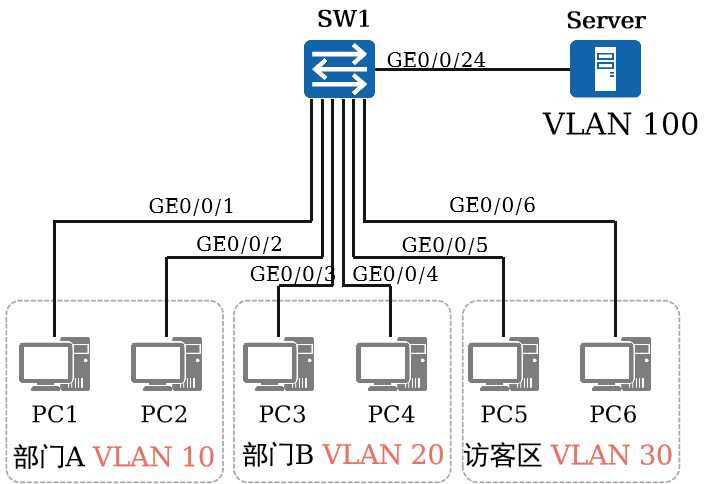 SW1
Server
GE0/0/24
VLAN 100
GE0/0/1
GE0/0/6
GE0/0/2
GE0/0/5
GE0/0/3
GE0/0/4
PC1
PC2
PC3
PC4
PC5
PC6
部门A VLAN 10
部门B VLAN 20
访客区 VLAN 30